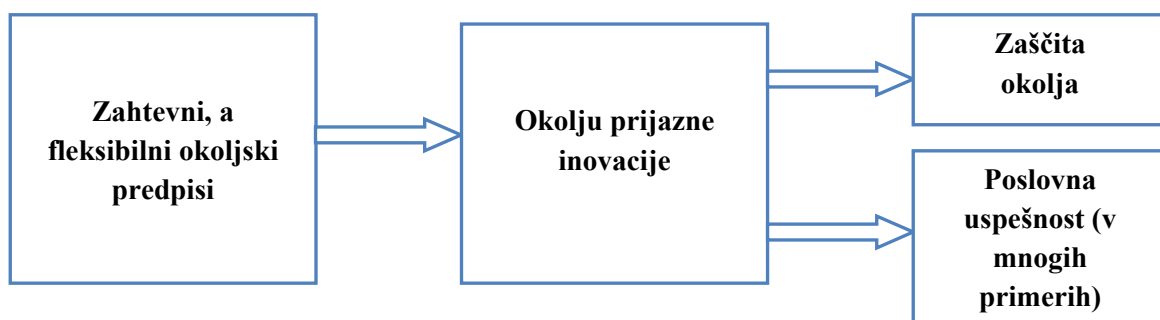 Zahtevni, a
fleksibilni okoljski
predpisi
Okolju prijazne
inovacije
Zaščita
okolja
Poslovna
uspešnost (v
mnogih
primerih)